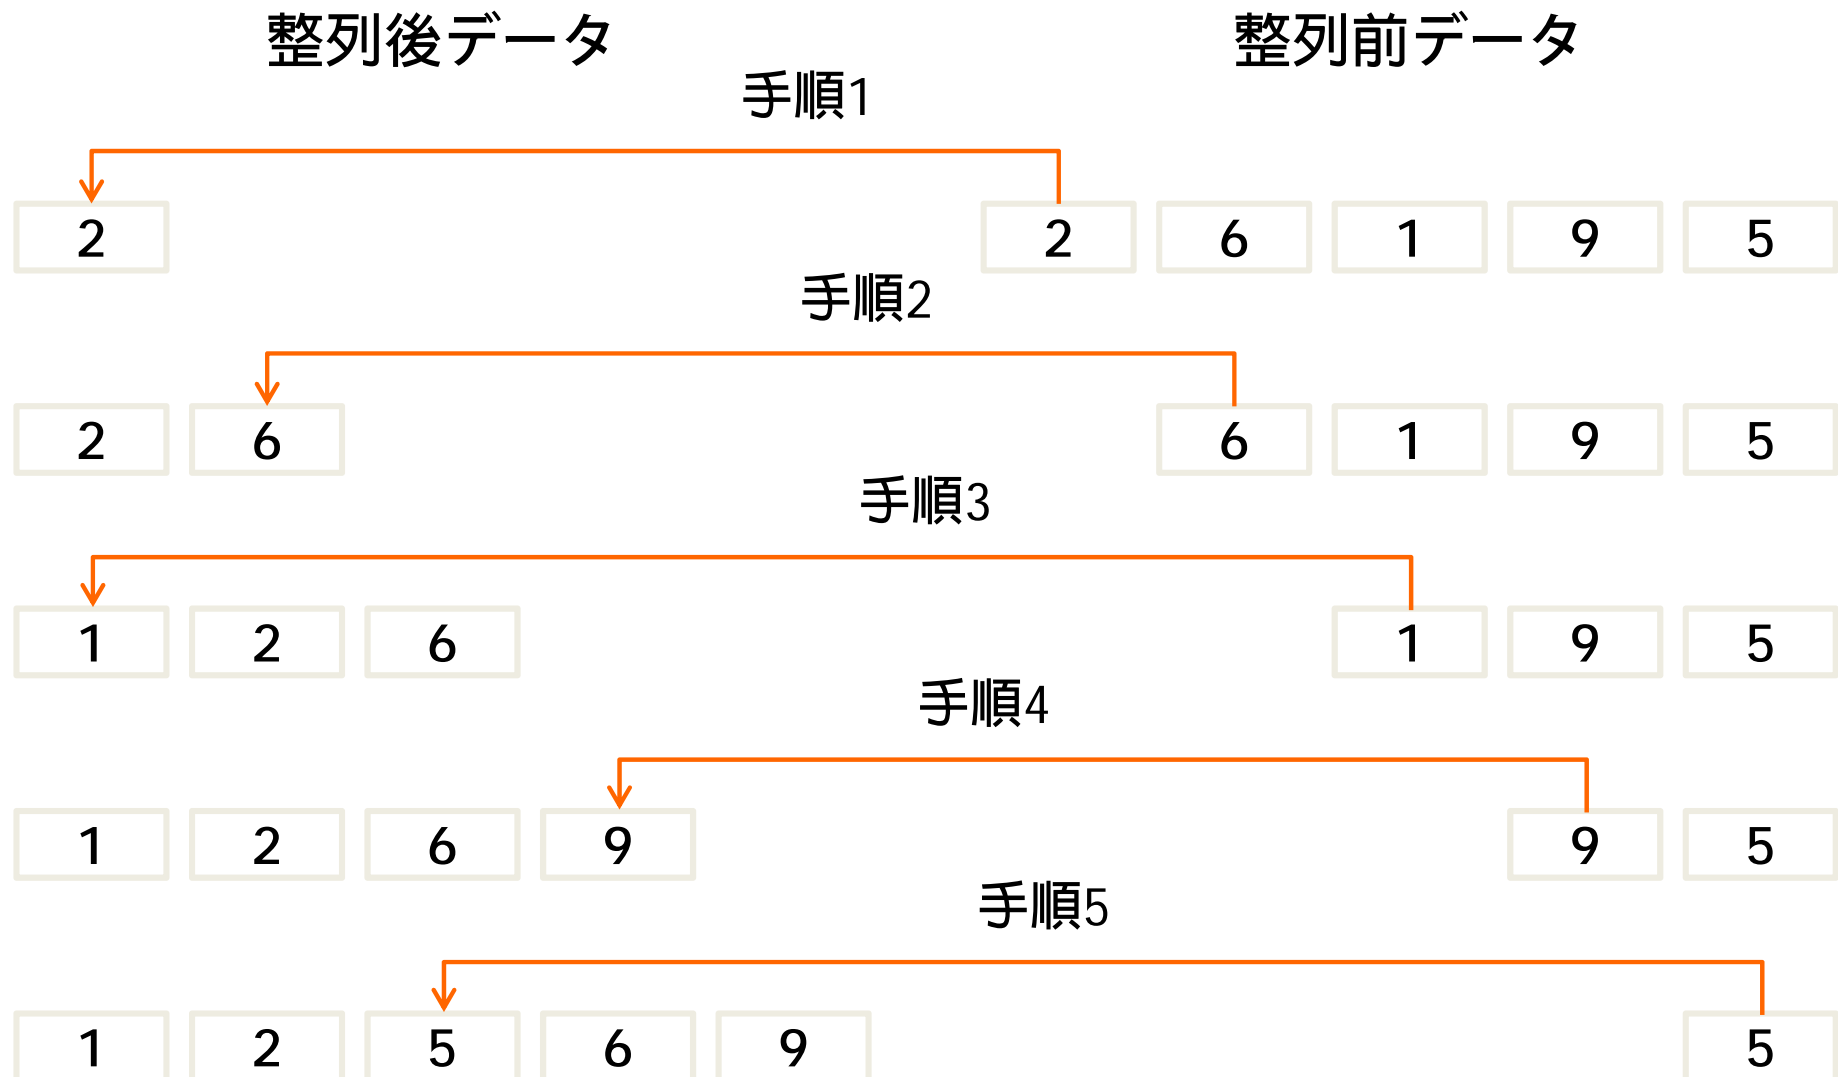 整列後データ 整列前データ
手順1
2 2 6 1 9 5
手順2
2 6 6 1 9 5
手順3
1 2 6 1 9 5
手順4
1 2 6 9 9 5
手順5
1 2 5 6 9 5